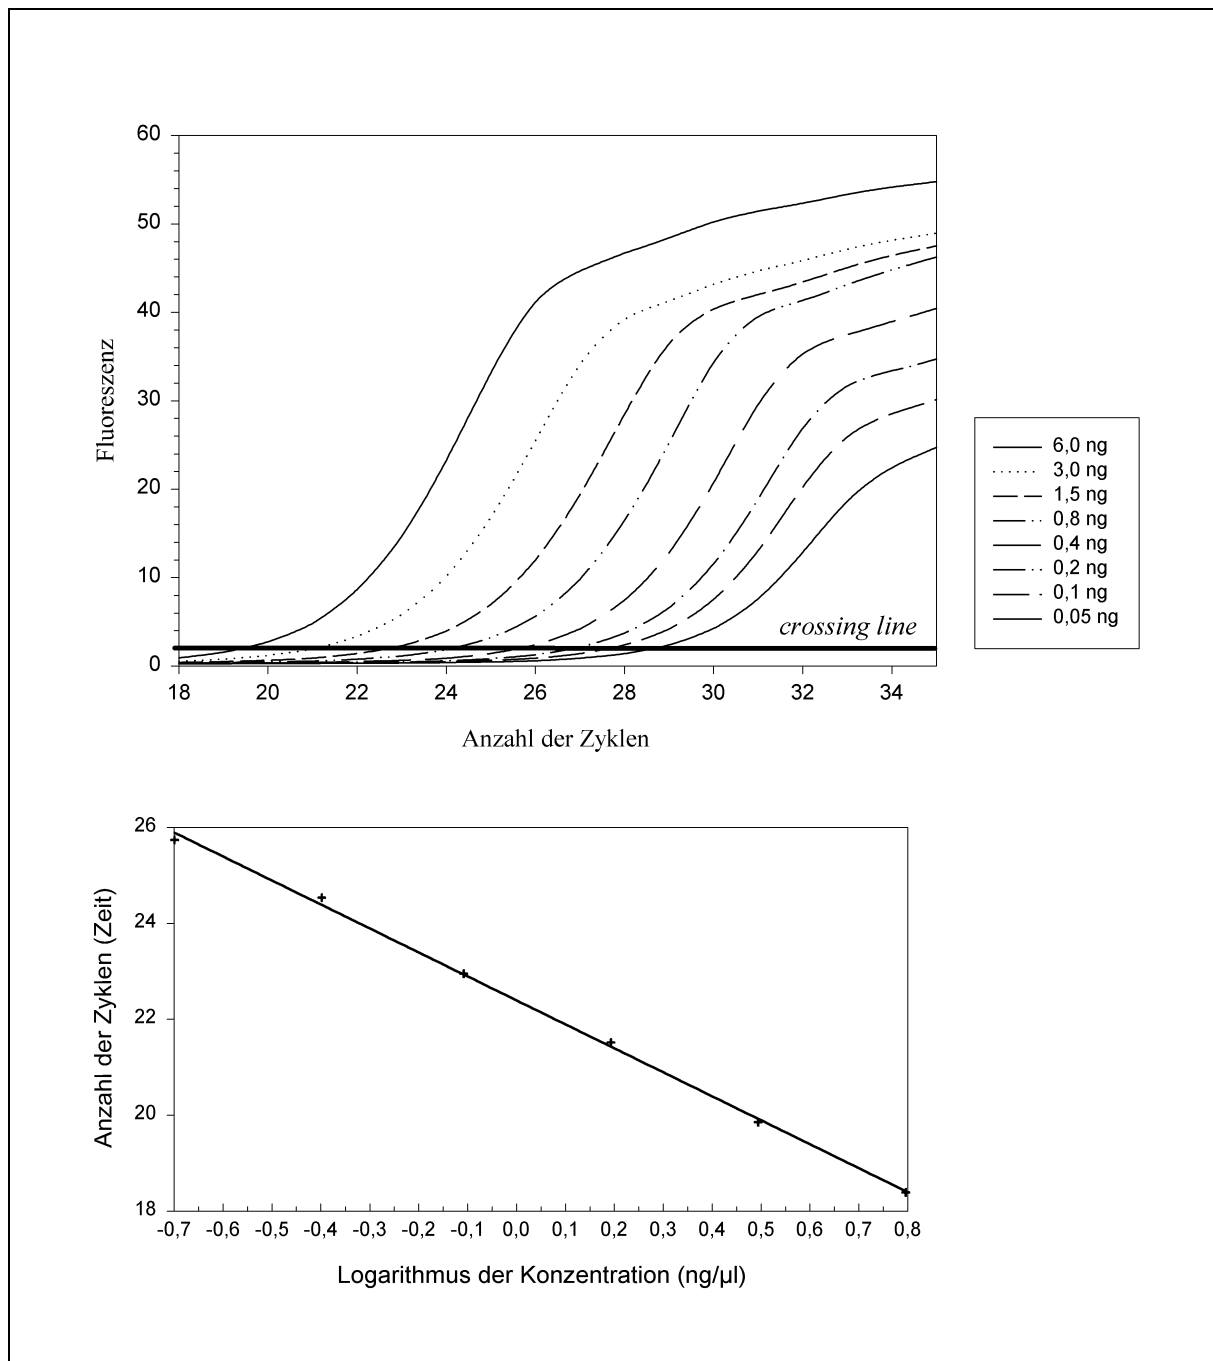 60
50
40
30
20
10
0
Fluoreszenz
crossing line
18 20 22 24 26 28 30 32 34
Anzahl der Zyklen
6,0 ng
3,0 ng
1,5 ng
0,8 ng
0,4 ng
0,2 ng
0,1 ng
0,05 ng
26
24
22
20
18
Anzahl der Zyklen (Zeit)
-0,7 -0,6 -0,5 -0,4 -0,3 -0,2 -0,1 0,0 0,1 0,2 0,3 0,4 0,5 0,6 0,7 0,8
Logarithmus der Konzentration (ng/µl)